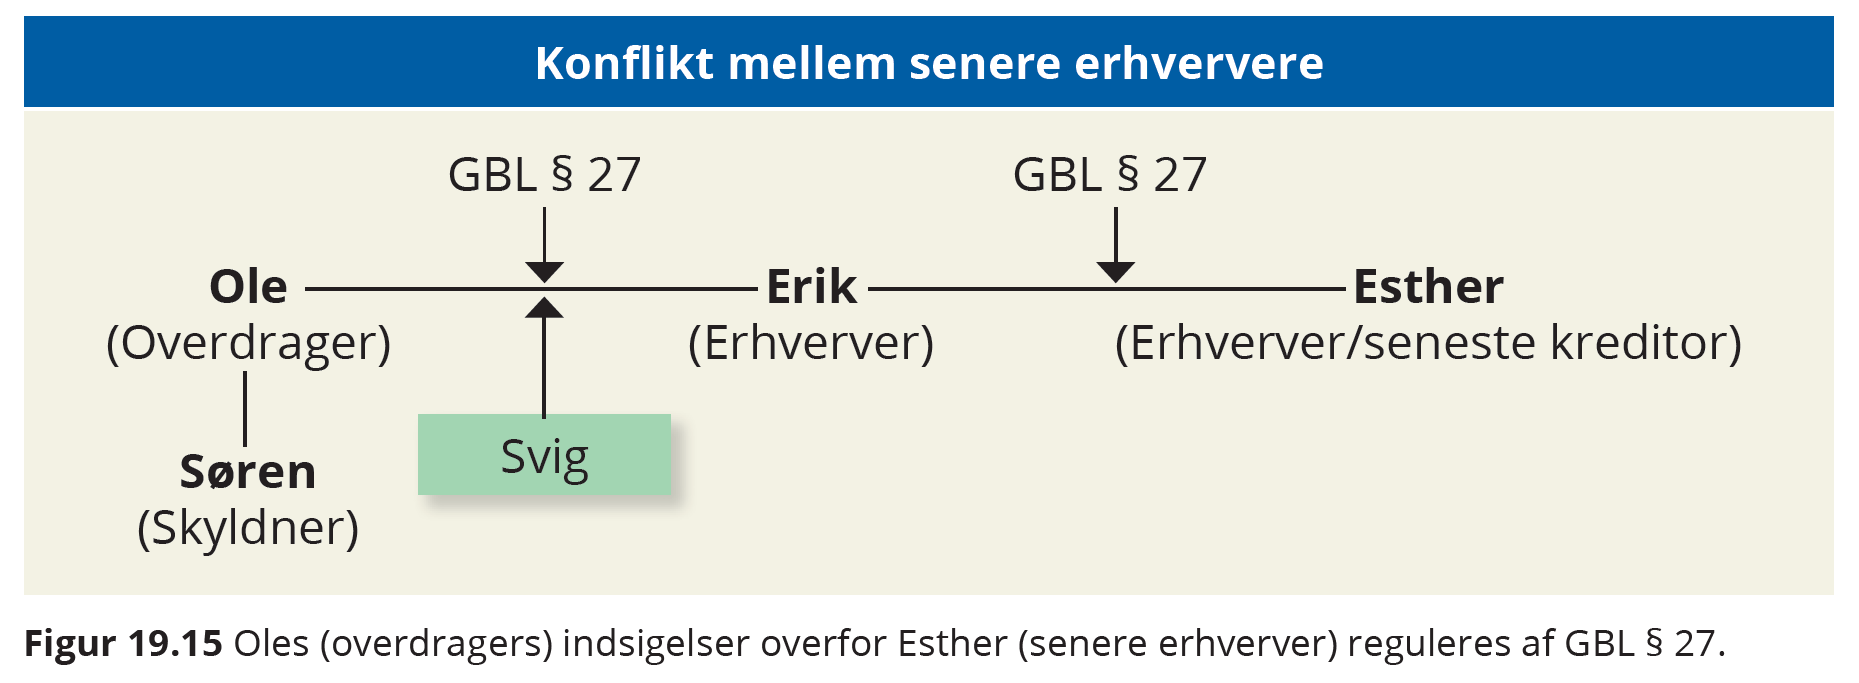 Konflikt mellem senere erhververe
GBL § 27 GBL § 27
Ole Erik Esther
(Overdrager) (Erhverver) (Erhverver/seneste kreditor)
Svig
Søren
(Skyldner)
Figur 19.15 Oles (overdragers) indsigelser overfor Esther (senere erhverver) reguleres af GBL § 27.